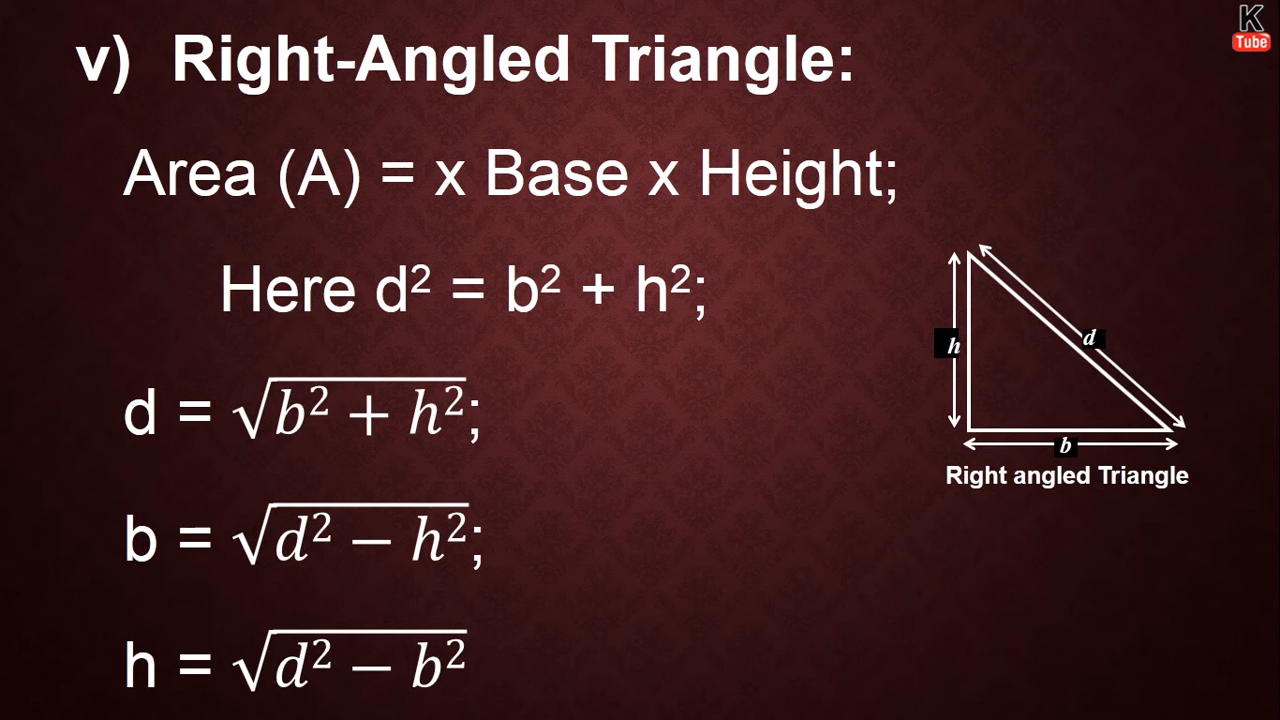 K
Tube
v) Right-Angled Triangle:
Area (A) = x Base x Height;
Here d² = b² + h²;
d = √(b² + h²);
b = √(d² − h²);
h = √(d² − b²)
h
d
b
Right angled Triangle